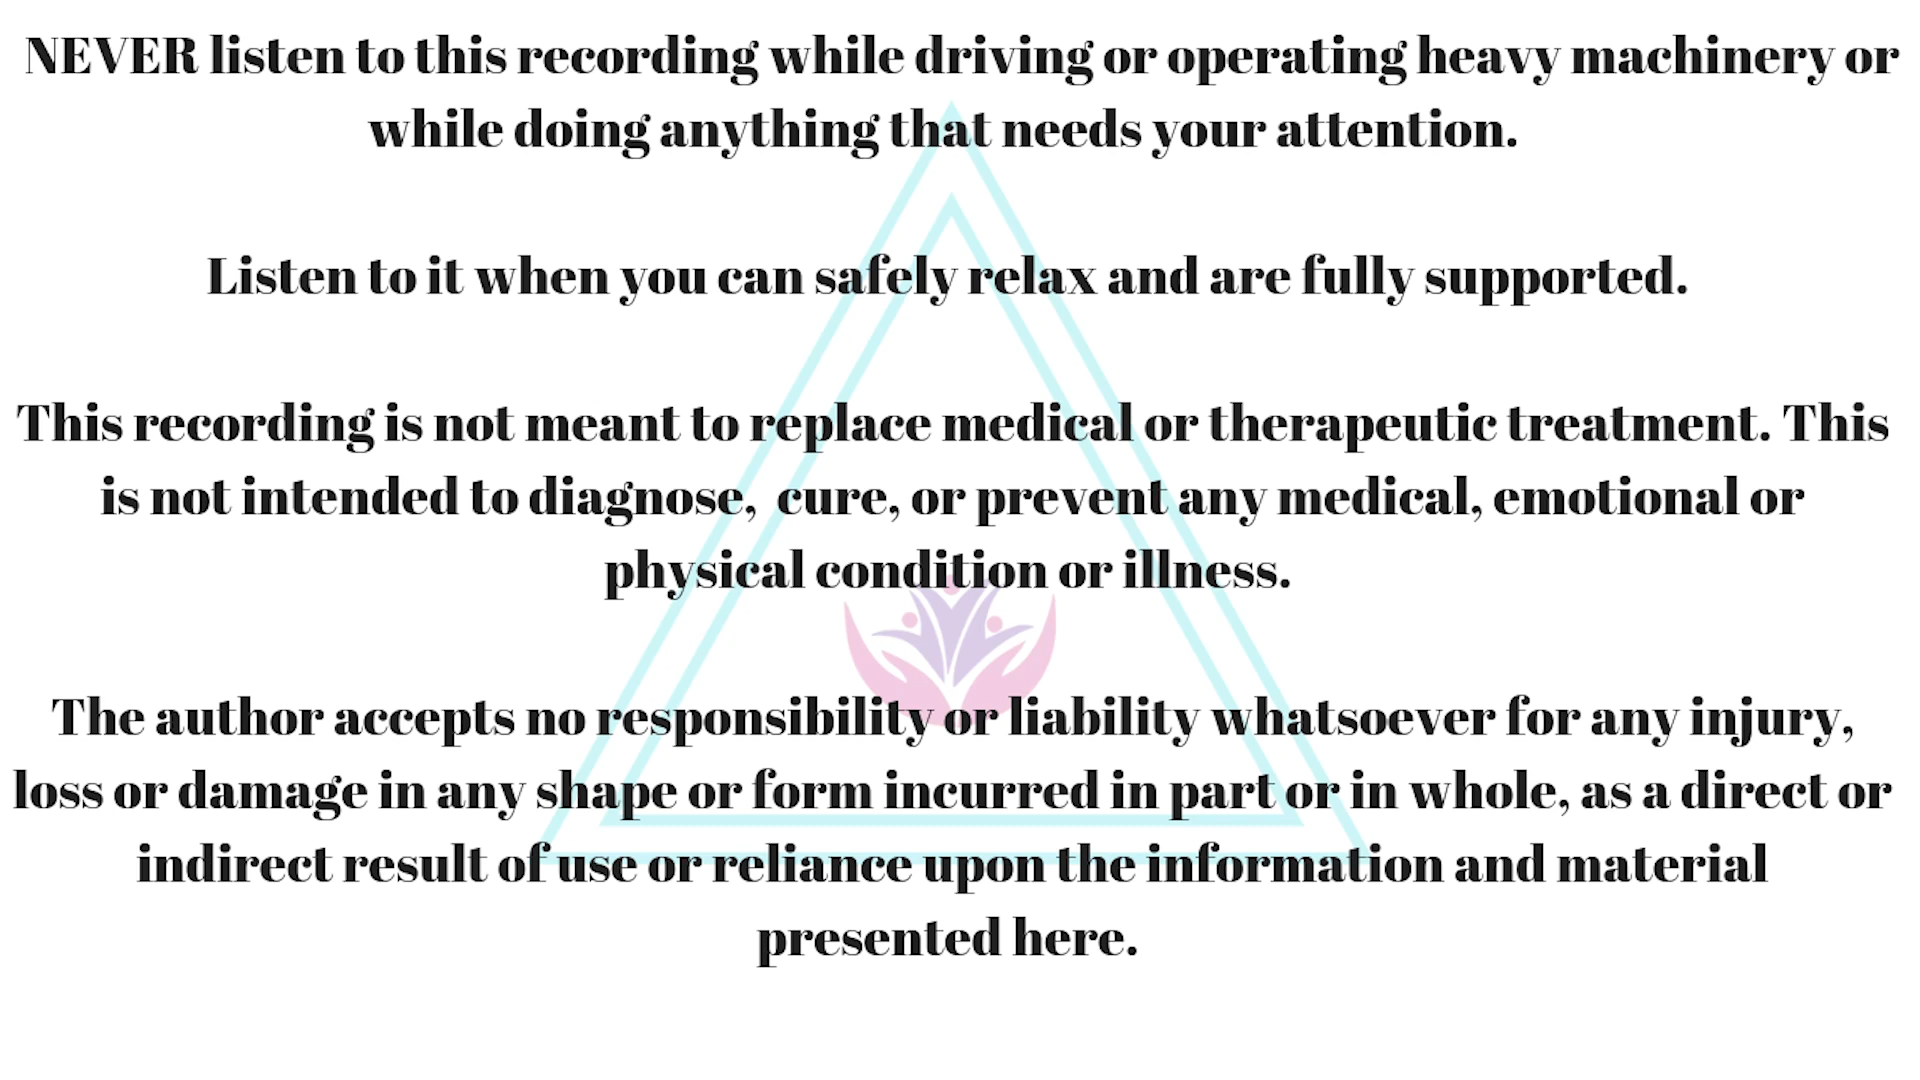 NEVER listen to this recording while driving or operating heavy machinery or
while doing anything that needs your attention.
Listen to it when you can safely relax and are fully supported.
This recording is not meant to replace medical or therapeutic treatment. This
is not intended to diagnose,  cure, or prevent any medical, emotional or
physical condition or illness.
The author accepts no responsibility or liability whatsoever for any injury,
loss or damage in any shape or form incurred in part or in whole, as a direct or
indirect result of use or reliance upon the information and material
presented here.